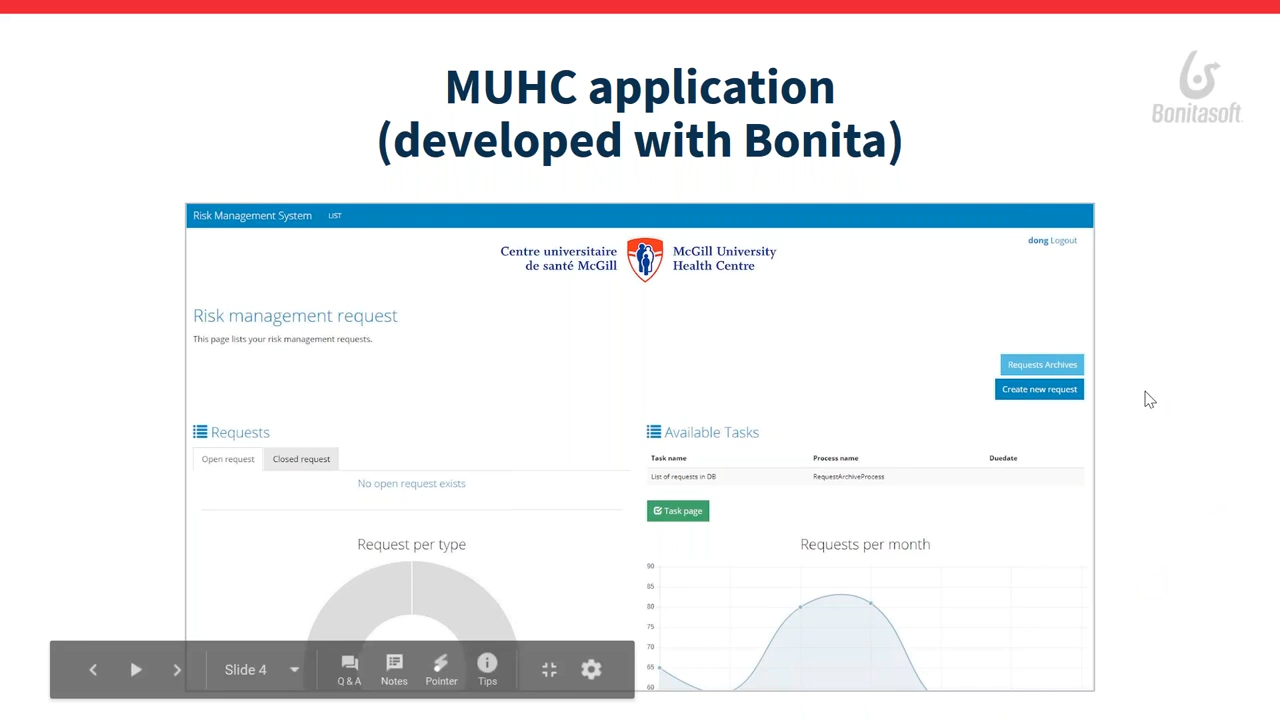 MUHC application
(developed with Bonita)
Bonitasoft
Risk Management System LIST
dong Logout
Centre universitaire
de santé McGill
McGill University
Health Centre
Risk management request
This page lists your risk management requests.
Requests Archives
Create new request
Requests
Open request Closed request
No open request exists
Request per type
Available Tasks
Task name Process name Duedate
List of requests in DB RequestArchiveProcess
Task page
Requests per month
90
85
80
75
70
65
60
Slide 4
Q & A Notes Pointer Tips